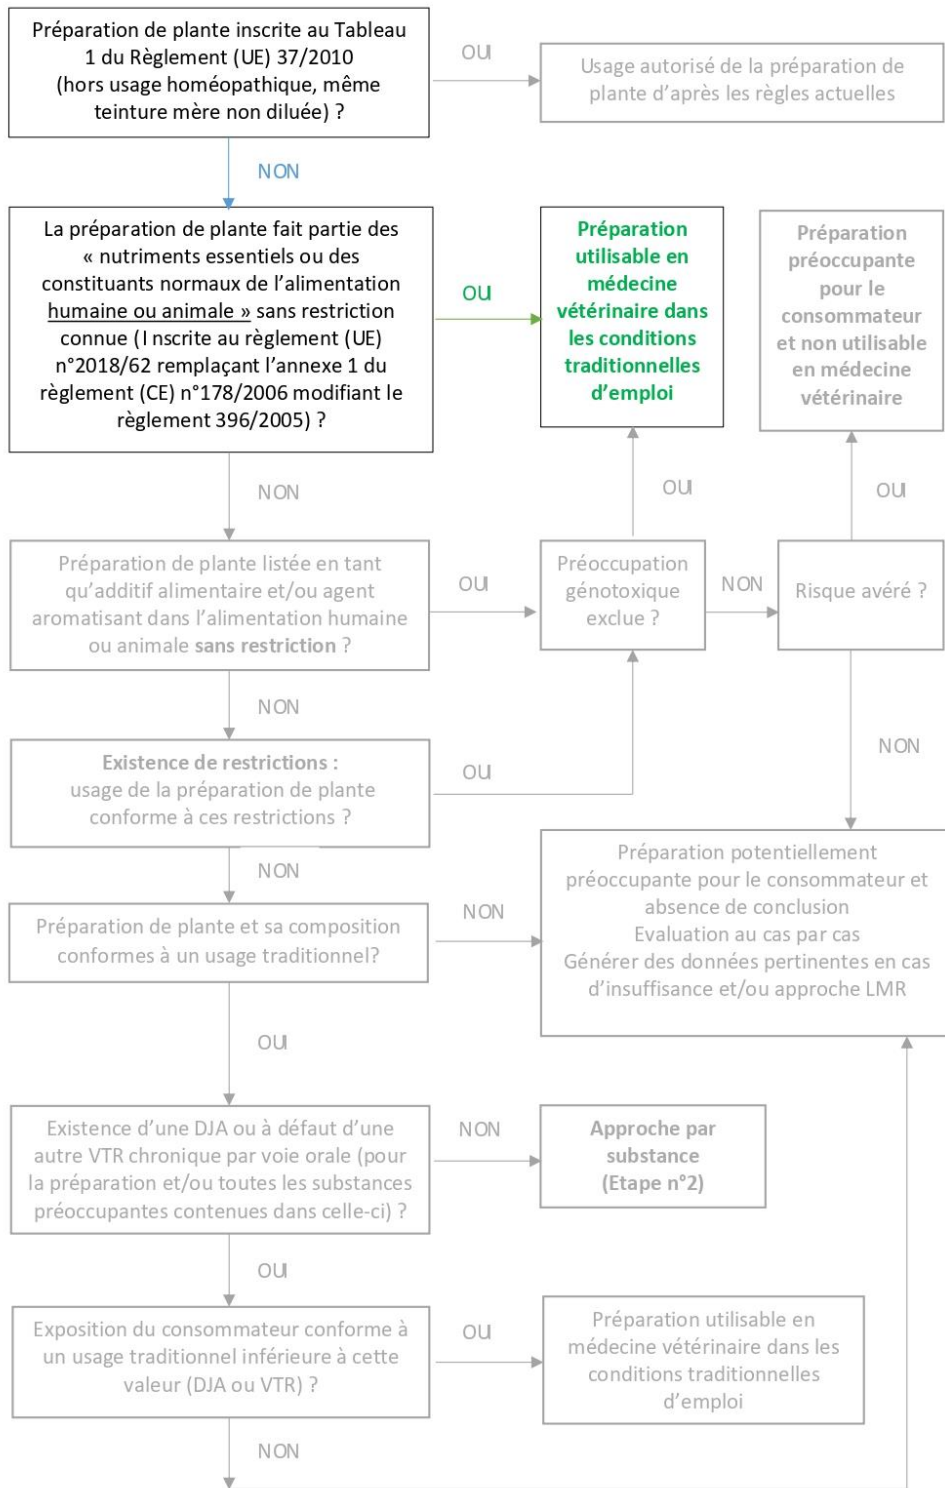 Préparation de plante inscrite au Tableau
1 du Règlement (UE) 37/2010
(hors usage homéopathique, même
teinture mère non diluée) ?
OUI
Usage autorisé de la préparation de
plante d'après les règles actuelles
NON
La préparation de plante fait partie des
« nutriments essentiels ou des
constituants normaux de l'alimentation
humaine ou animale » sans restriction
connue (I nscrite au règlement (UE)
n°2018/62 remplaçant l'annexe 1 du
règlement (CE) n°178/2006 modifiant le
règlement 396/2005) ?
OUI
Préparation
utilisable en
médecine
vétérinaire dans
les conditions
traditionnelles
d'emploi
Préparation
préoccupante
pour le
consommateur
et non utilisable
en médecine
vétérinaire
NON
OUI
OUI
Préparation de plante listée en tant
qu'additif alimentaire et/ou agent
aromatisant dans l'alimentation humaine
ou animale sans restriction ?
OUI
Préoccupation
génotoxique
exclue ?
NON
Risque avéré ?
NON
NON
Existence de restrictions :
usage de la préparation de plante
conforme à ces restrictions ?
OUI
NON
Préparation de plante et sa composition
conformes à un usage traditionnel?
NON
Préparation potentiellement
préoccupante pour le consommateur et
absence de conclusion
Evaluation au cas par cas
Générer des données pertinentes en cas
d'insuffisance et/ou approche LMR
OUI
Existence d'une DJA ou à défaut d'une
autre VTR chronique par voie orale (pour
la préparation et/ou toutes les substances
préoccupantes contenues dans celle-ci) ?
NON
Approche par
substance
(Etape n°2)
OUI
Exposition du consommateur conforme à
un usage traditionnel inférieure à cette
valeur (DJA ou VTR) ?
OUI
Préparation utilisable en
médecine vétérinaire dans les
conditions traditionnelles
d'emploi
NON